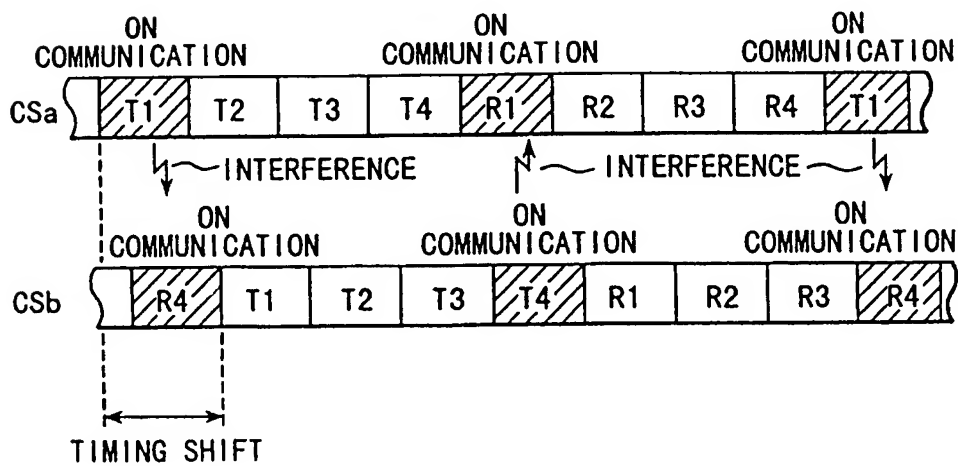 ON ON ON
COMMUNICATION COMMUNICATION COMMUNICATION
CSa T1 T2 T3 T4 R1 R2 R3 R4 T1
INTERFERENCE INTERFERENCE
ON ON ON
COMMUNICATION COMMUNICATION COMMUNICATION
CSb R4 T1 T2 T3 T4 R1 R2 R3 R4
TIMING SHIFT